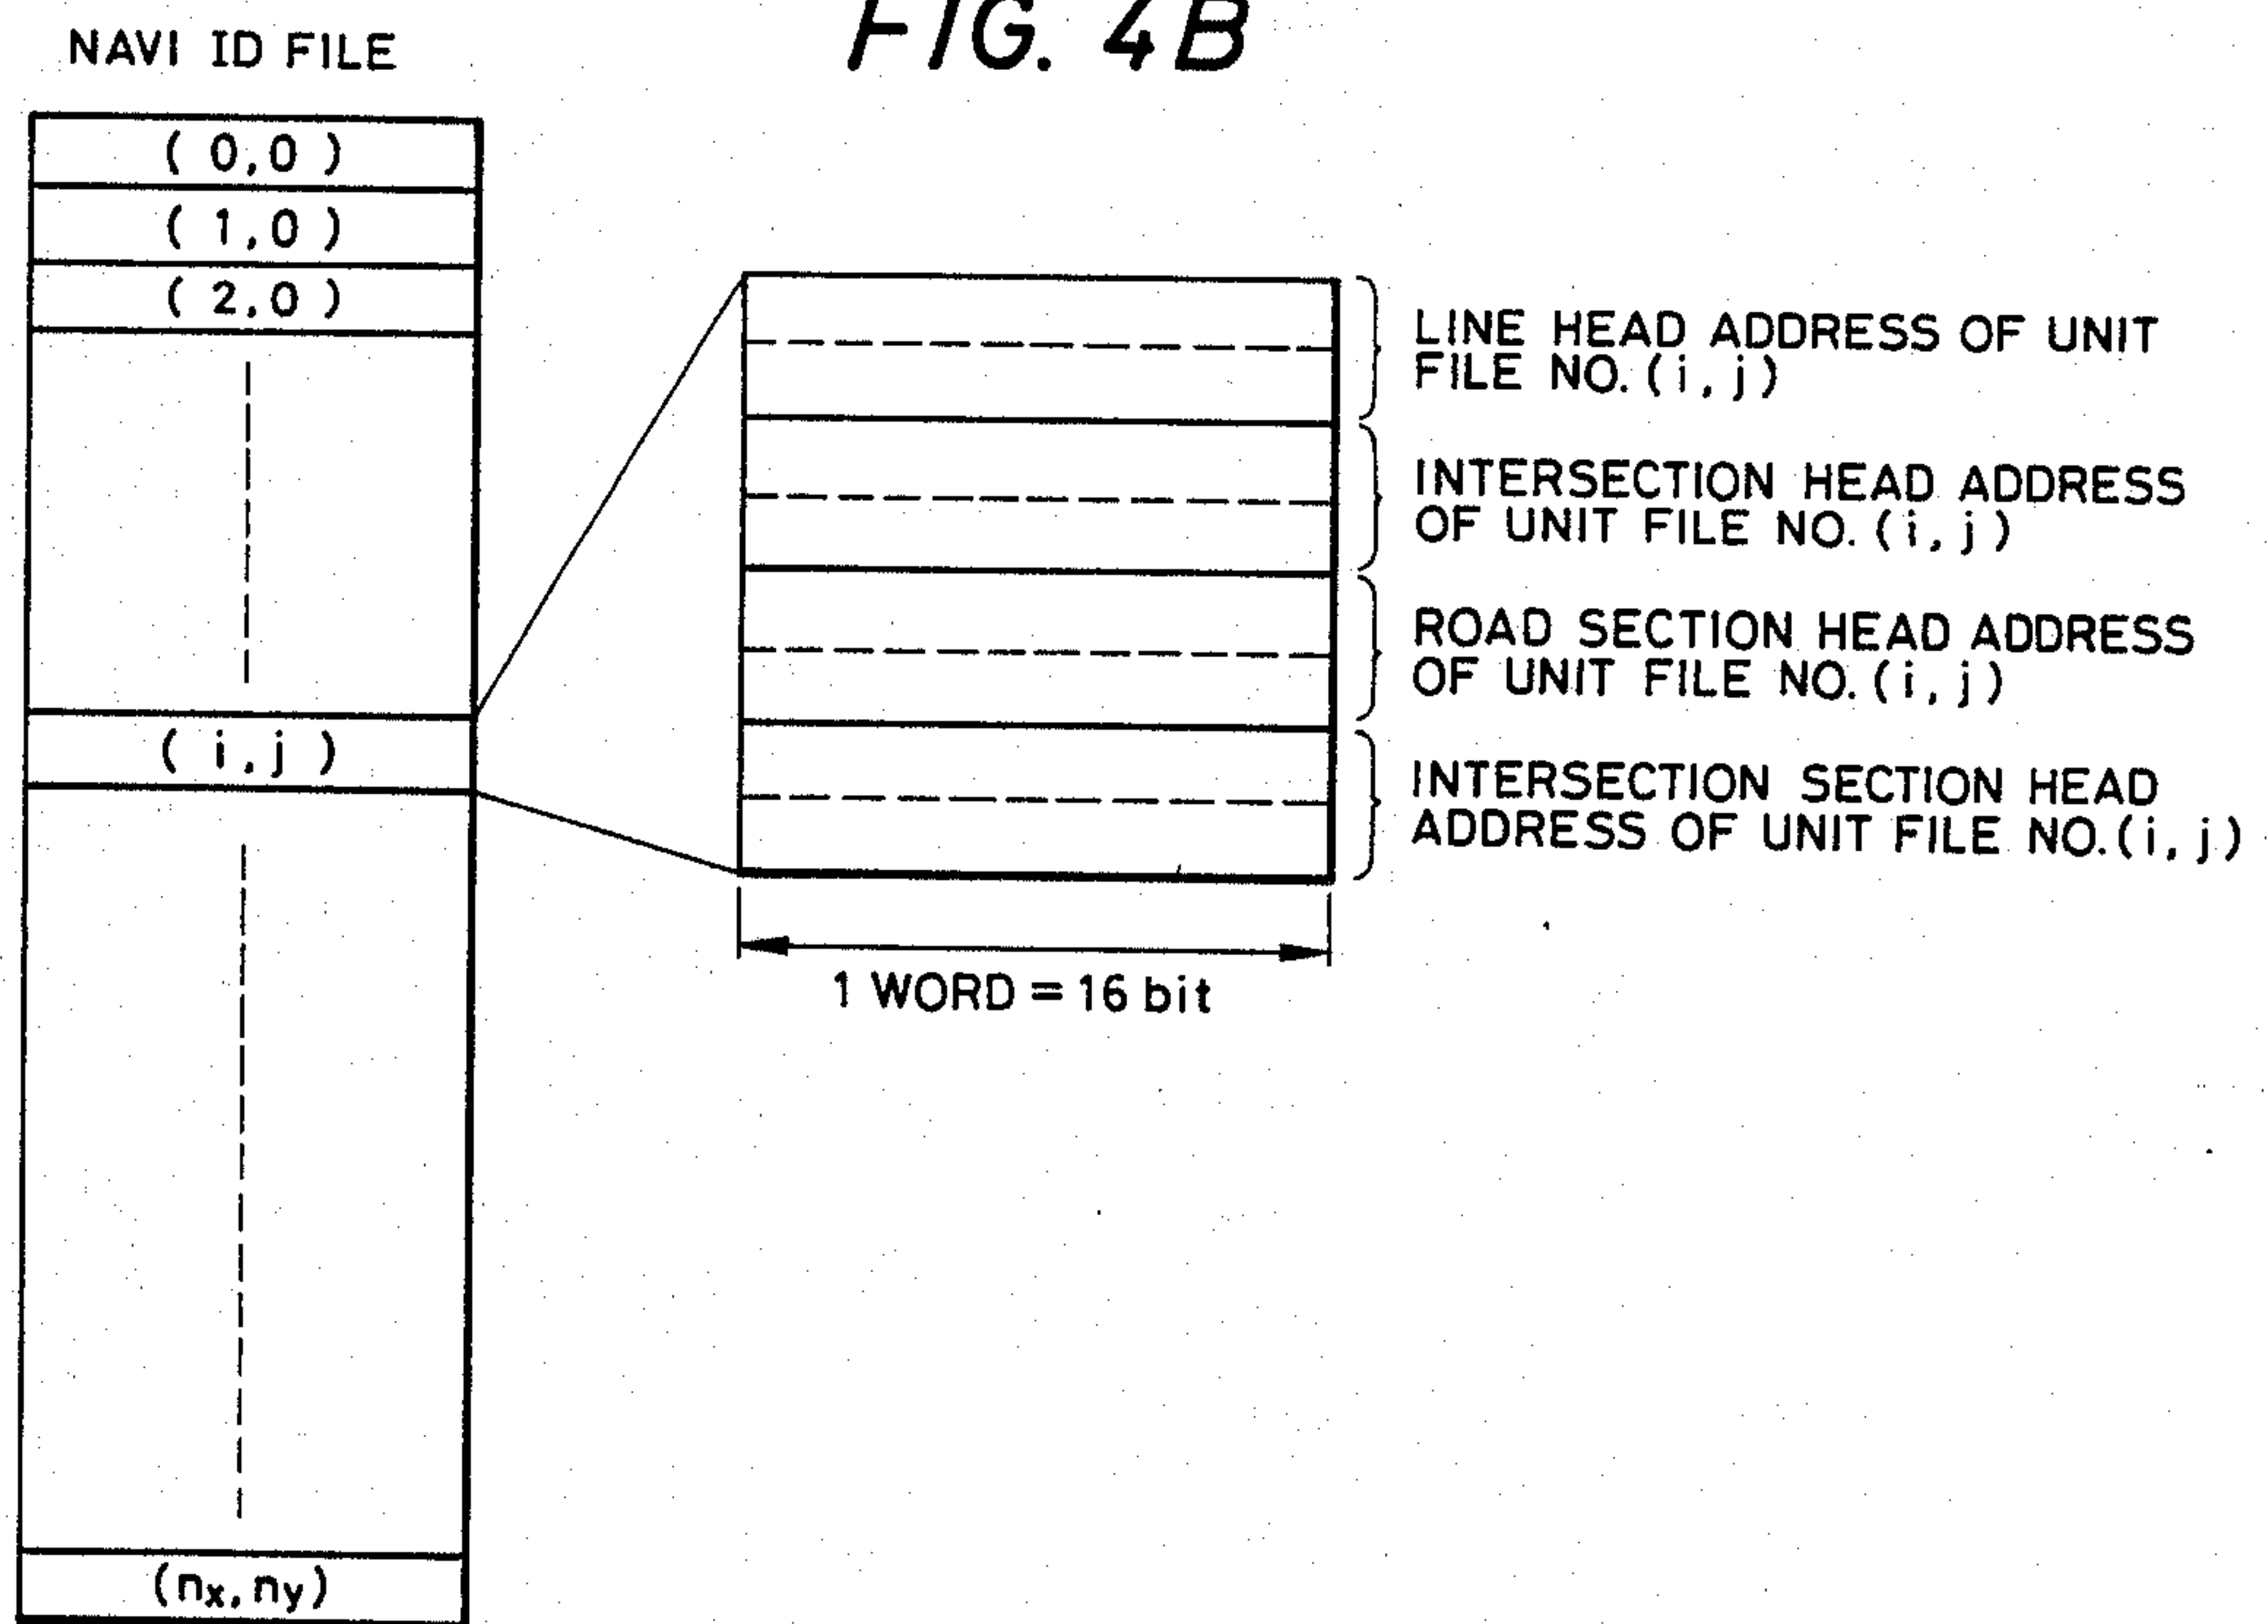 FIG. 4B
NAVI ID FILE
( 0,0 )
( 1,0 )
( 2,0 )
( i,j )
(nx,ny)
LINE HEAD ADDRESS OF UNIT
FILE NO.(i,j)
INTERSECTION HEAD ADDRESS
OF UNIT FILE NO.(i,j)
ROAD SECTION HEAD ADDRESS
OF UNIT FILE NO.(i,j)
INTERSECTION SECTION HEAD
ADDRESS OF UNIT FILE NO.(i,j)
1 WORD = 16 bit